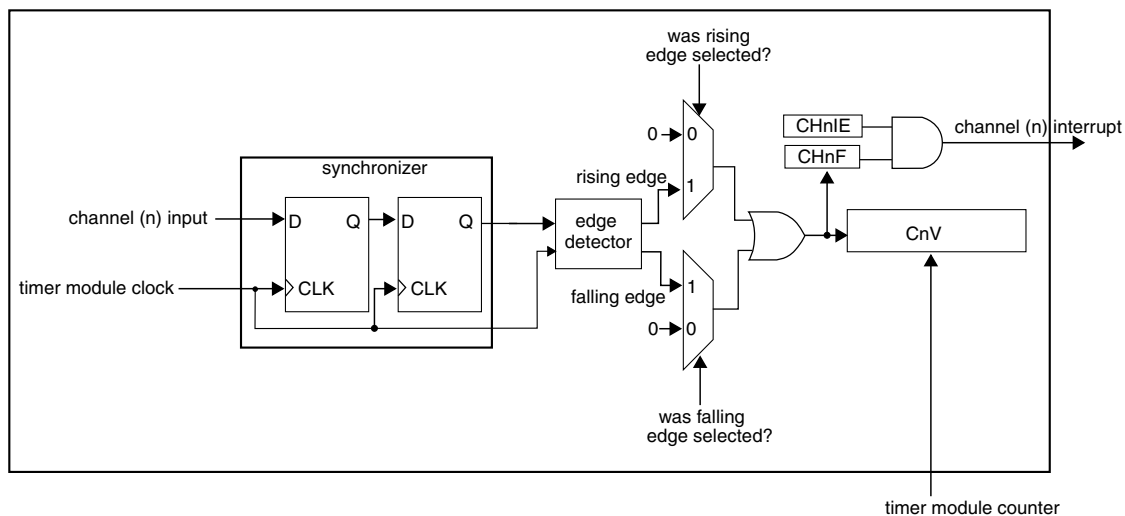 was rising
edge selected?
CHnIE
channel (n) interrupt
0
0
CHnF
synchronizer
rising edge
1
channel (n) input
D
Q
D
Q
edge
detector
CnV
timer module clock
CLK
CLK
falling edge
1
0
0
was falling
edge selected?
timer module counter